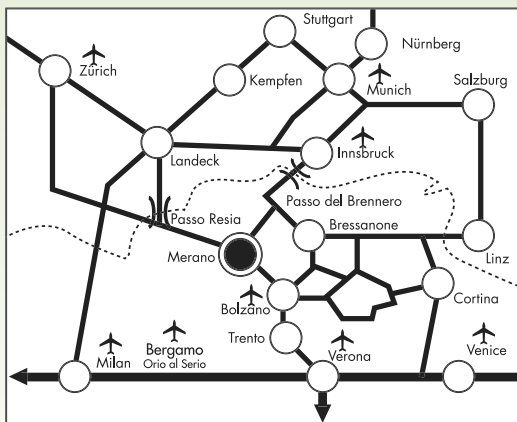 Stuttgart
Nürnberg
Zürich
Kempfen
Munich
Salzburg
Landeck
Innsbruck
Passo del Brennero
Passo Resia
Bressanone
Merano
Linz
Bolzano
Cortina
Trento
Milan
Bergamo
Orio al Serio
Verona
Venice